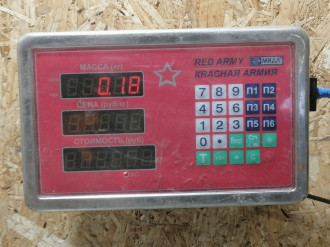 МАССА (кг)
0.18
RED ARMY МИДЛ
КРАСНАЯ АРМИЯ
ЦЕНА (руб/кг)
СТОИМОСТЬ (руб)
7 8 9 П1 П2
4 5 6 П3 П4
1 2 3 П5 П6
0
T C